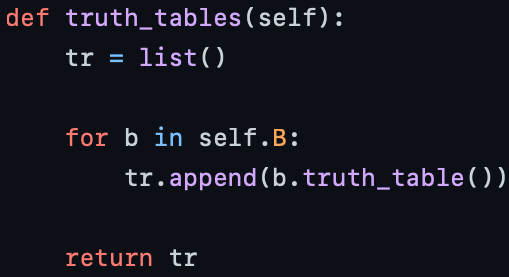 def truth_tables(self):
    tr = list()
    for b in self.B:
        tr.append(b.truth_table())
    return tr